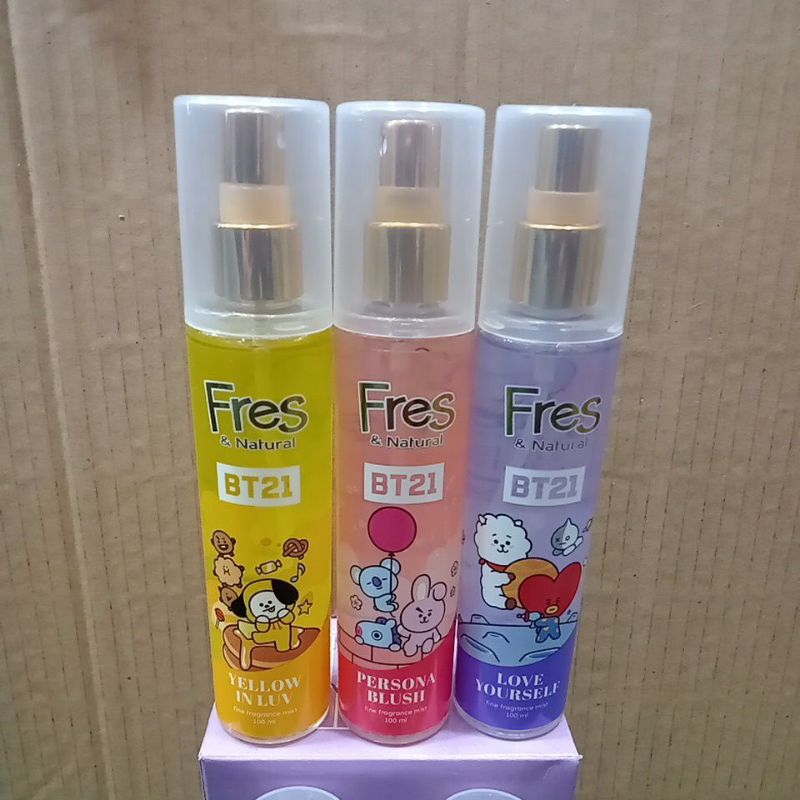 Fres
& Natural
BT21
YELLOW
IN LUV
fine fragrance mist
100 ml
Fres
& Natural
BT21
PERSONA
BLUSH
fine fragrance mist
100 ml
Fres
& Natural
BT21
LOVE
YOURSELF
fine fragrance mist
100 ml